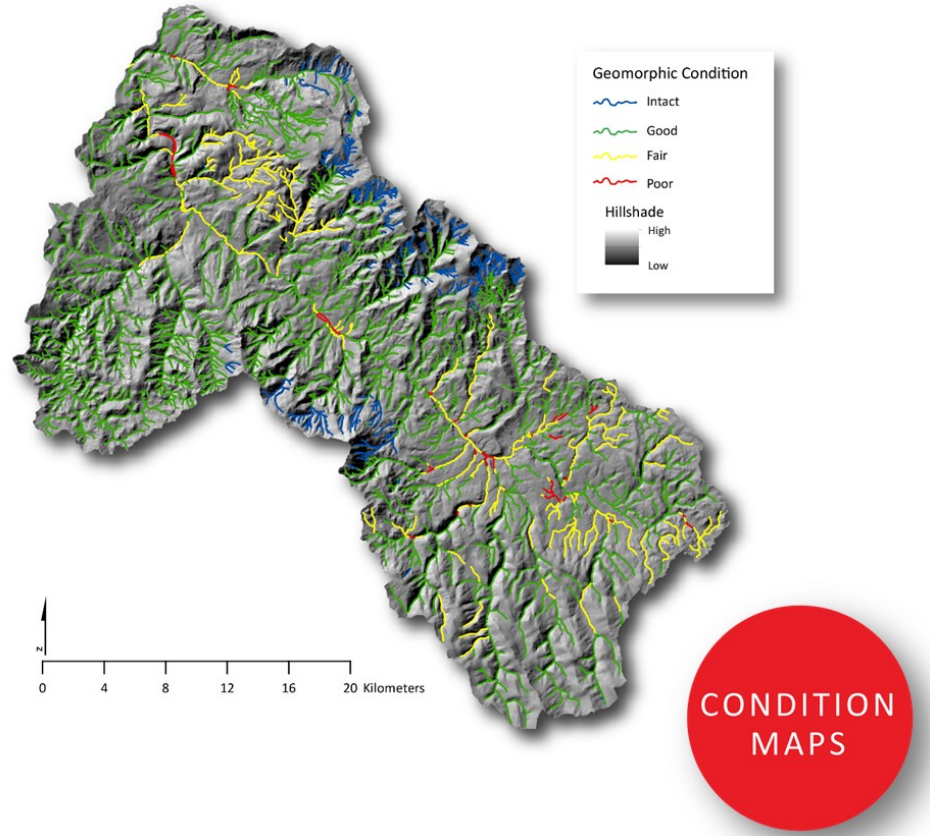 Geomorphic Condition
Intact
Good
Fair
Poor
Hillshade
High
Low
N
0 4 8 12 16 20 Kilometers
CONDITION
MAPS